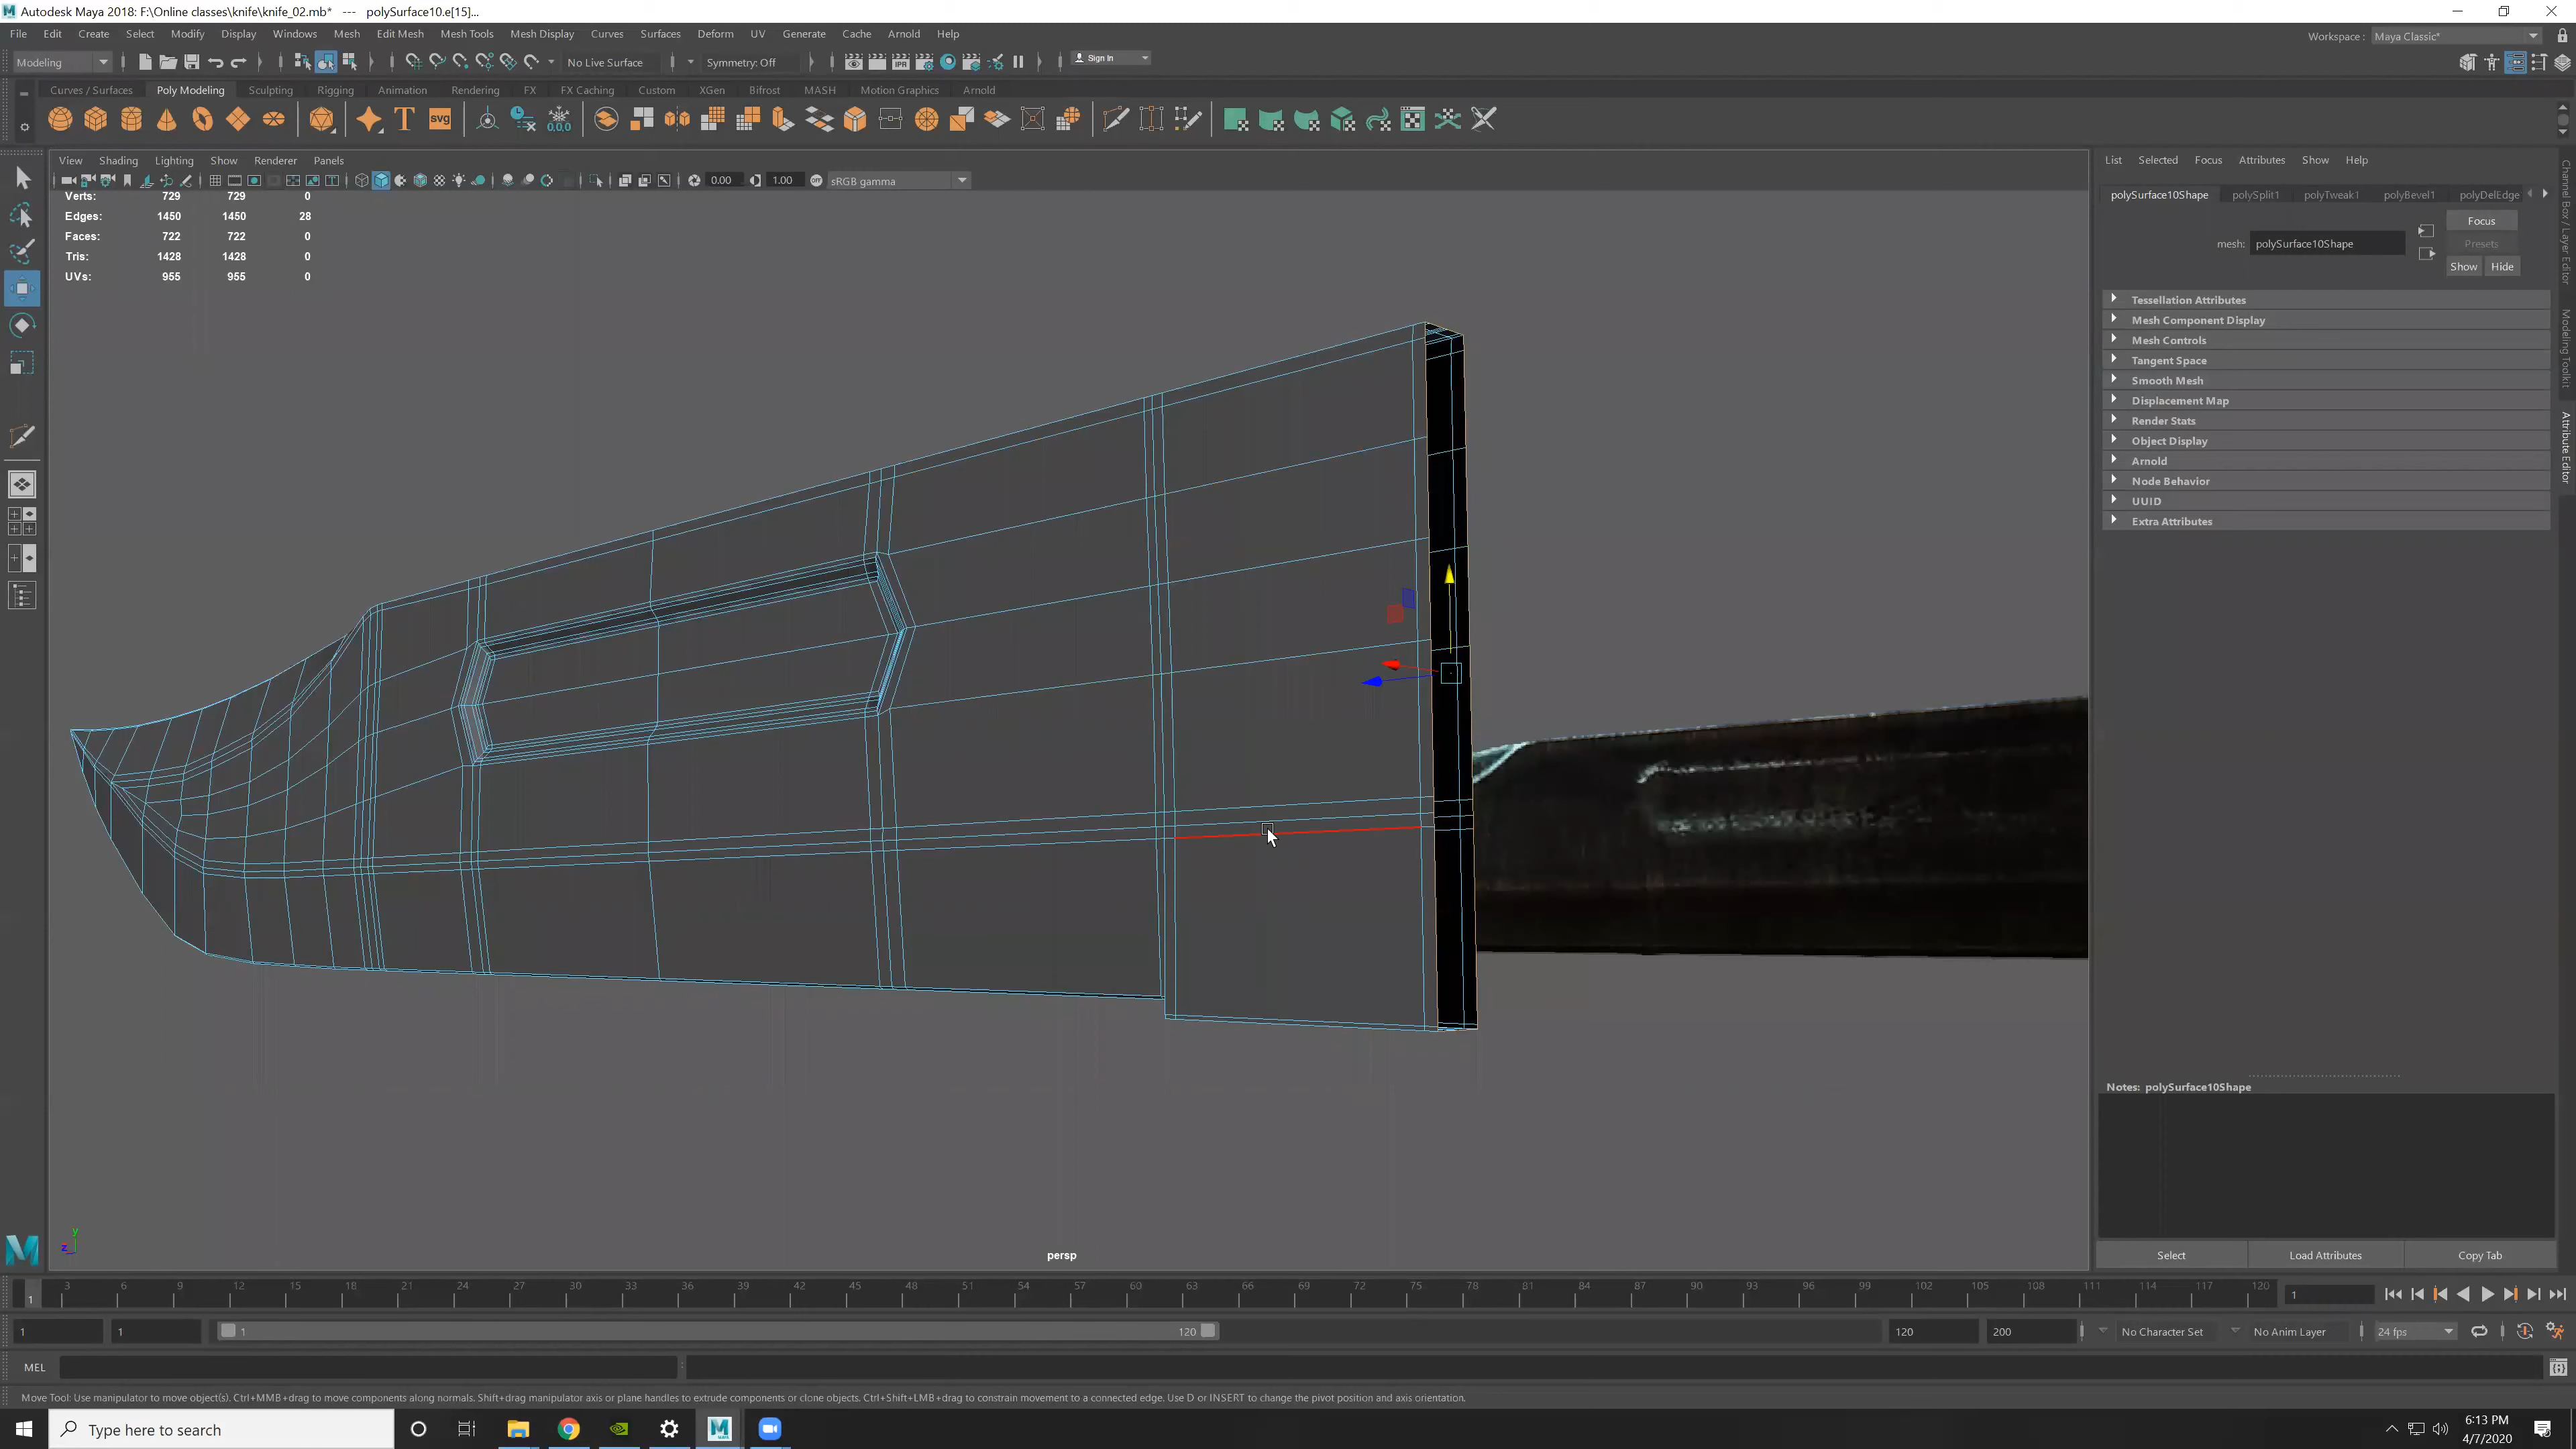 Autodesk Maya 2018: F:\Online classes\knife\knife_02.mb* --- polySurface10.e[15]...
File Edit Create Select Modify Display Windows Mesh Edit Mesh Mesh Tools Mesh Display Curves Surfaces Deform UV Generate Cache Arnold Help
Workspace : Maya Classic*
Modeling No Live Surface Symmetry: Off Sign In
Curves / Surfaces Poly Modeling Sculpting Rigging Animation Rendering FX FX Caching Custom XGen Bifrost MASH Motion Graphics Arnold
View Shading Lighting Show Renderer Panels
0.00 1.00 sRGB gamma
Verts: 729 729 0
Edges: 1450 1450 28
Faces: 722 722 0
Tris: 1428 1428 0
UVs: 955 955 0
persp
List Selected Focus Attributes Show Help
polySurface10Shape polySplit1 polyTweak1 polyBevel1 polyDelEdge
Focus
mesh: polySurface10Shape
Presets
Show Hide
Tessellation Attributes
Mesh Component Display
Mesh Controls
Tangent Space
Smooth Mesh
Displacement Map
Render Stats
Object Display
Arnold
Node Behavior
UUID
Extra Attributes
Notes: polySurface10Shape
Select Load Attributes Copy Tab
Channel Box / Layer Editor
Modeling Toolkit
Attribute Editor
1 3 6 9 12 15 18 21 24 27 30 33 36 39 42 45 48 51 54 57 60 63 66 69 72 75 78 81 84 87 90 93 96 99 102 105 108 111 114 117 120 1
1 1 1 120 120 200 No Character Set No Anim Layer 24 fps
MEL
Move Tool: Use manipulator to move object(s). Ctrl+MMB+drag to move components along normals. Shift+drag manipulator axis or plane handles to extrude components or clone objects. Ctrl+Shift+LMB+drag to constrain movement to a connected edge. Use D or INSERT to change the pivot position and axis orientation.
Type here to search
6:13 PM
4/7/2020